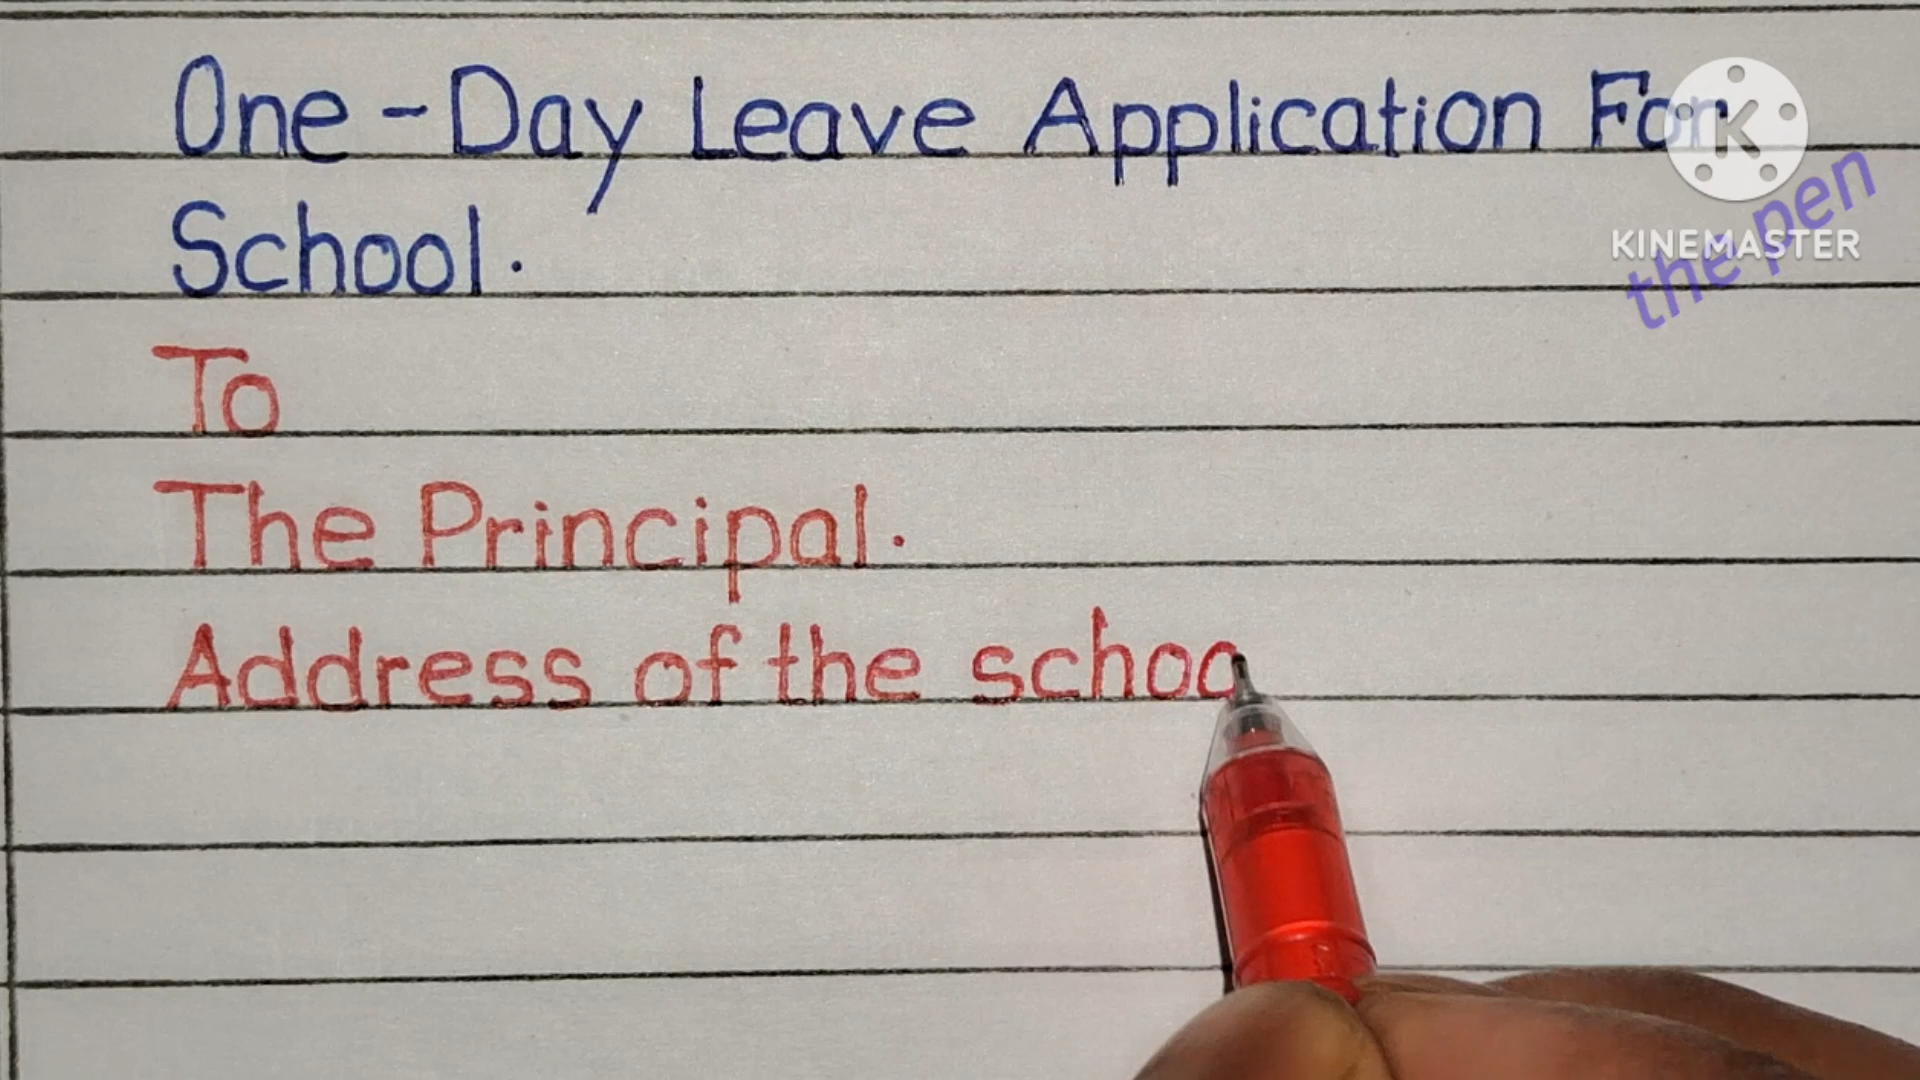 One-Day Leave Application For
School.
KINEMASTER
the pen
To
The Principal.
Address of the schoo